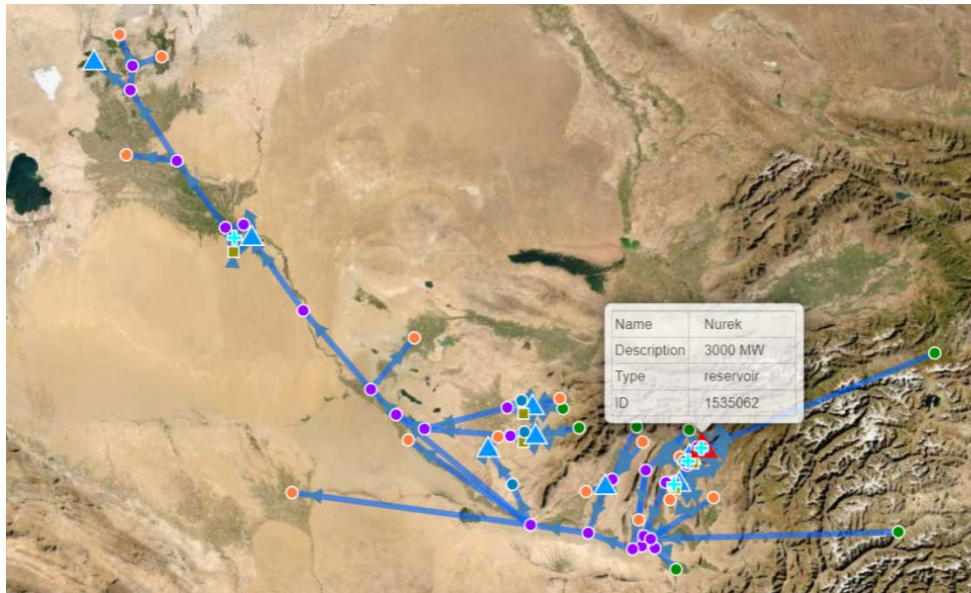 Name Nurek
Description 3000 MW
Type reservoir
ID 1535062